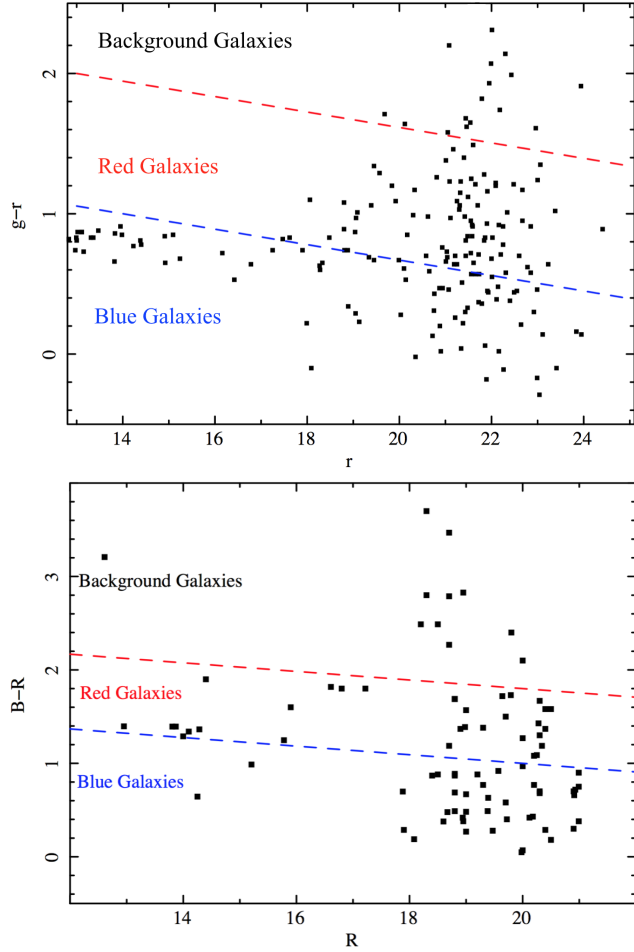 Background Galaxies
2
Red Galaxies
g-r
1
Blue Galaxies
0
14 16 18 20 22 24
r
3
Background Galaxies
2
Red Galaxies
B-R
1
Blue Galaxies
0
14 16 18 20
R